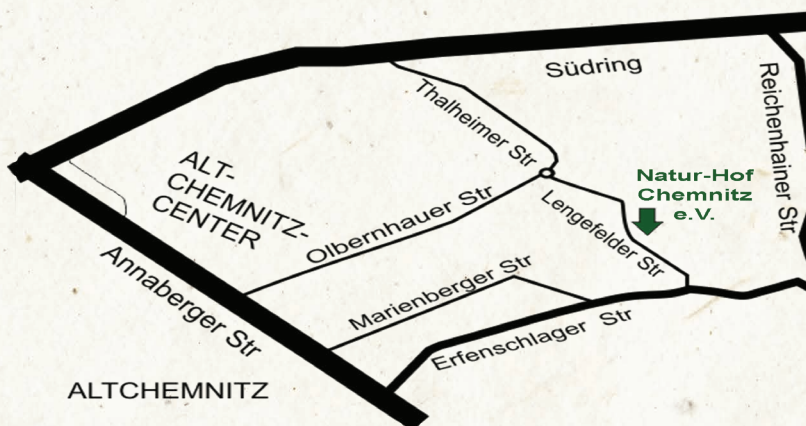 Südring
Thalheimer Str
Reichenhainer Str
ALT-
CHEMNITZ-
CENTER
Natur-Hof
Chemnitz
e.V.
Olbernhauer Str
Lengefelder Str
Annaberger Str
Marienberger Str
Erfenschlager Str
ALTCHEMNITZ